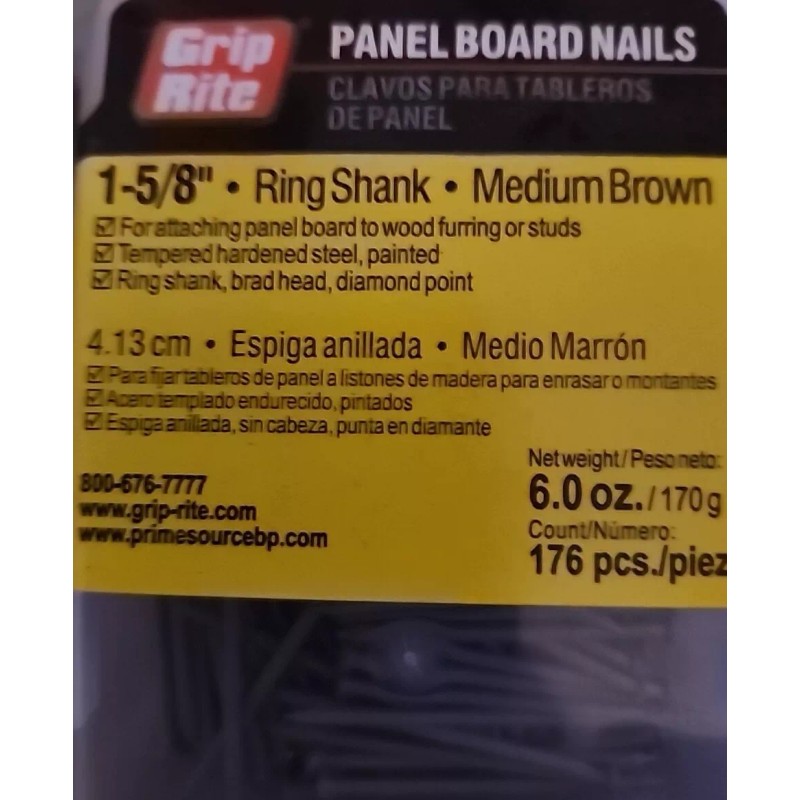 Grip
Rite
PANEL BOARD NAILS
CLAVOS PARA TABLEROS
DE PANEL
1-5/8" • Ring Shank • Medium Brown
For attaching panel board to wood furring or studs
Tempered hardened steel, painted
Ring shank, brad head, diamond point
4.13 cm • Espiga anillada • Medio Marrón
Para fijar tableros de panel a listones de madera para enrasar o montantes
Acero templado endurecido, pintados
Espiga anillada, sin cabeza, punta en diamante
800-676-7777
www.grip-rite.com
www.primesourcebp.com
Net weight / Peso neto:
6.0 oz. / 170 g
Count/Número:
176 pcs./piez